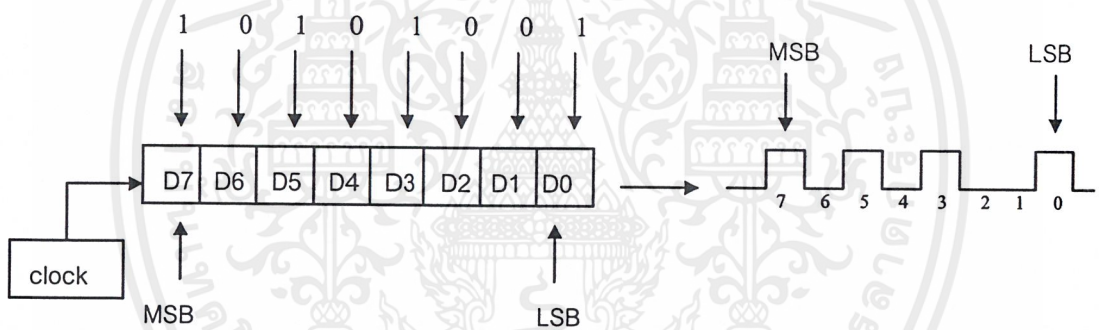 1 0 1 0 1 0 0 1
MSB LSB
D7 D6 D5 D4 D3 D2 D1 D0
7 6 5 4 3 2 1 0
clock
MSB LSB